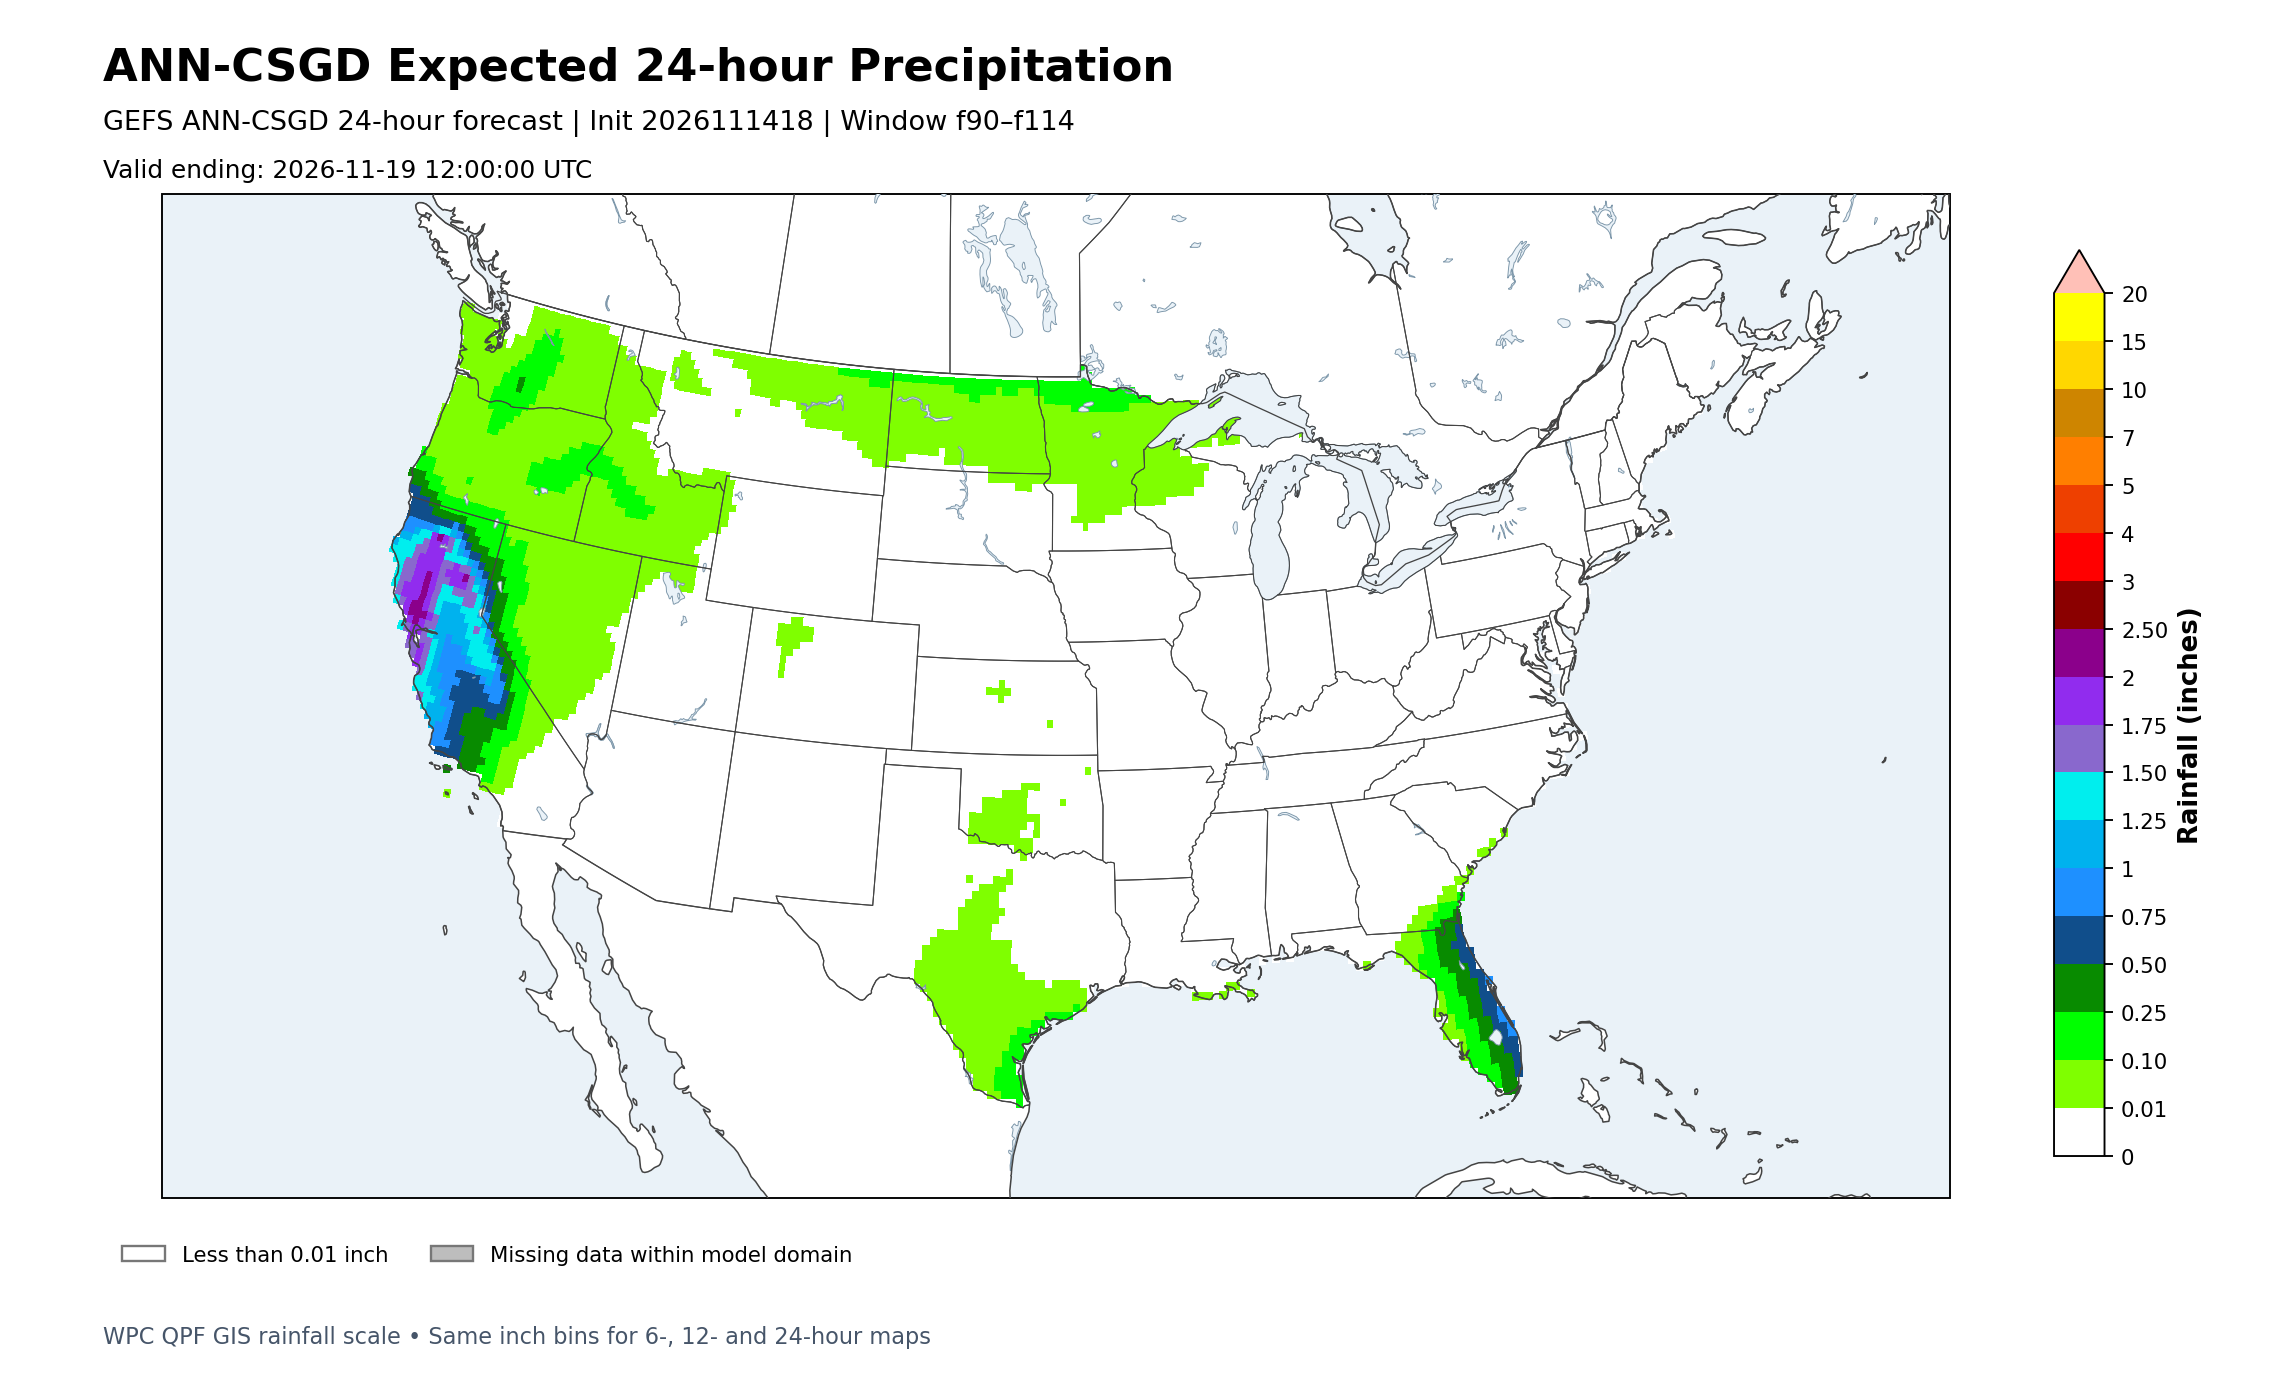 ANN-CSGD Expected 24-hour Precipitation
GEFS ANN-CSGD 24-hour forecast | Init 2026111418 | Window f90–f114
Valid ending: 2026-11-19 12:00:00 UTC
20
15
10
7
5
4
3
2.50
2
1.75
1.50
1.25
1
0.75
0.50
0.25
0.10
0.01
0
Rainfall (inches)
Less than 0.01 inch
Missing data within model domain
WPC QPF GIS rainfall scale • Same inch bins for 6-, 12- and 24-hour maps